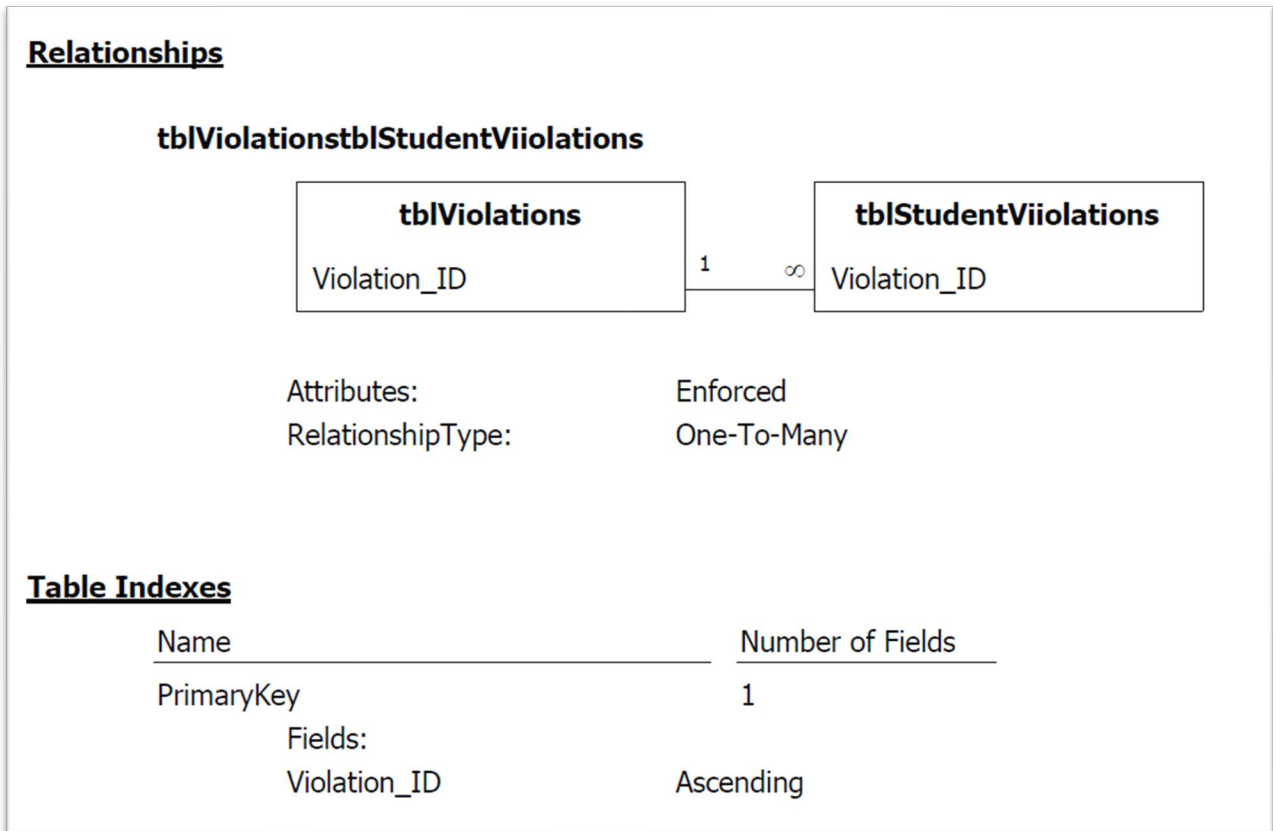 Relationships
tblViolationstblStudentViiolations
tblViolations tblStudentViiolations
1 ∞
Violation_ID Violation_ID
Attributes: Enforced
RelationshipType: One-To-Many
Table Indexes
Name Number of Fields
PrimaryKey 1
Fields:
Violation_ID Ascending